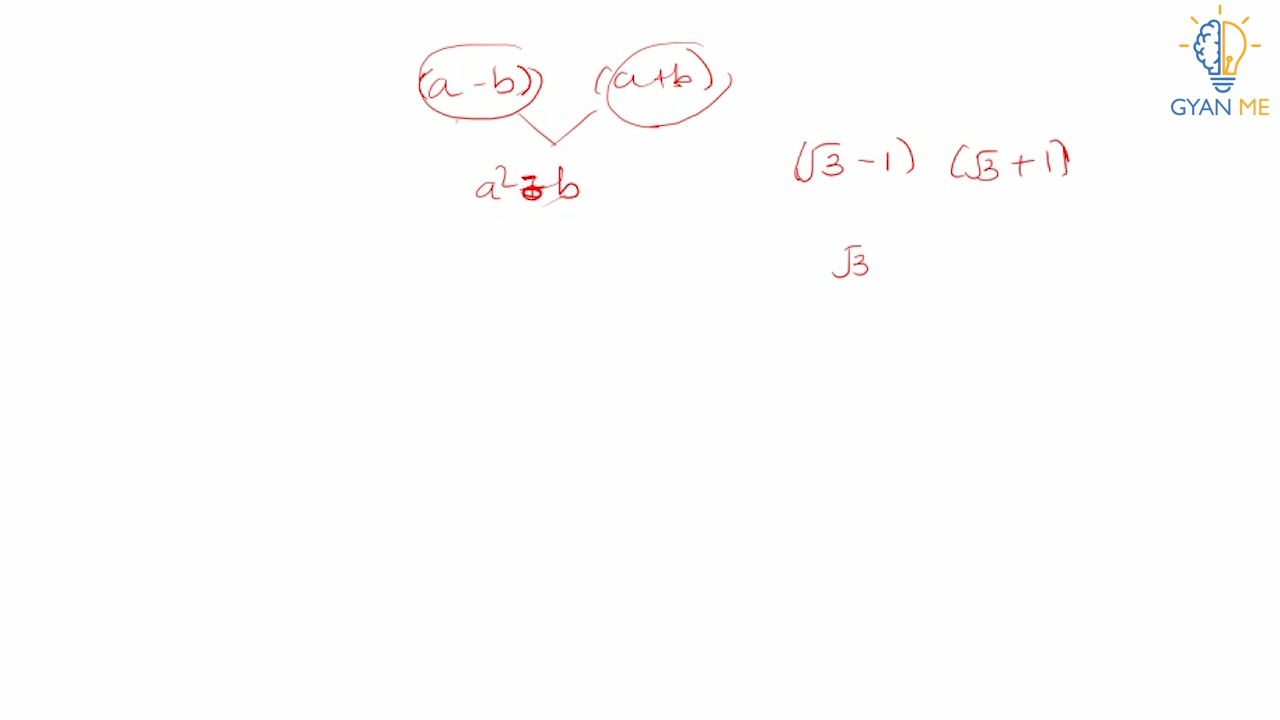 (a-b) (a+b)
a² - b
(√3-1) (√3+1)
√3
GYAN ME